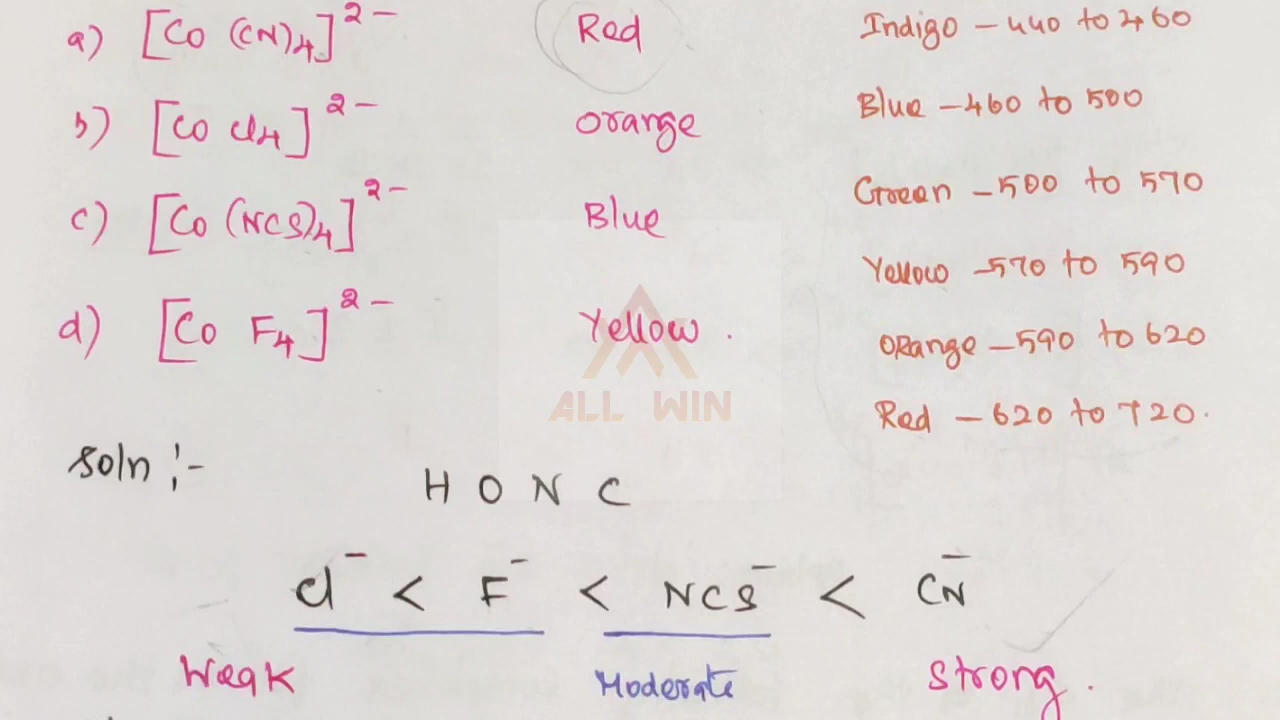 a) [Co (CN)4]2- Red Indigo - 440 to 460
b) [Co Cl4]2- orange Blue - 460 to 500
c) [Co (NCS)4]2- Blue Green - 500 to 570
Yellow - 570 to 590
d) [Co F4]2- Yellow. Orange - 590 to 620
ALL WIN
Red - 620 to 720.
Soln :-
H O N C
Cl- < F- < NCS- < CN-
Weak Moderate Strong.